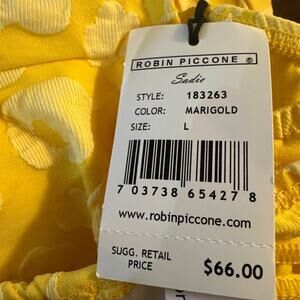 ROBIN PICCONE ®
Sadie
STYLE: 183263
COLOR: MARIGOLD
SIZE: L
7 03738 65427 8
www.robinpiccone.com
SUGG. RETAIL
PRICE
$66.00